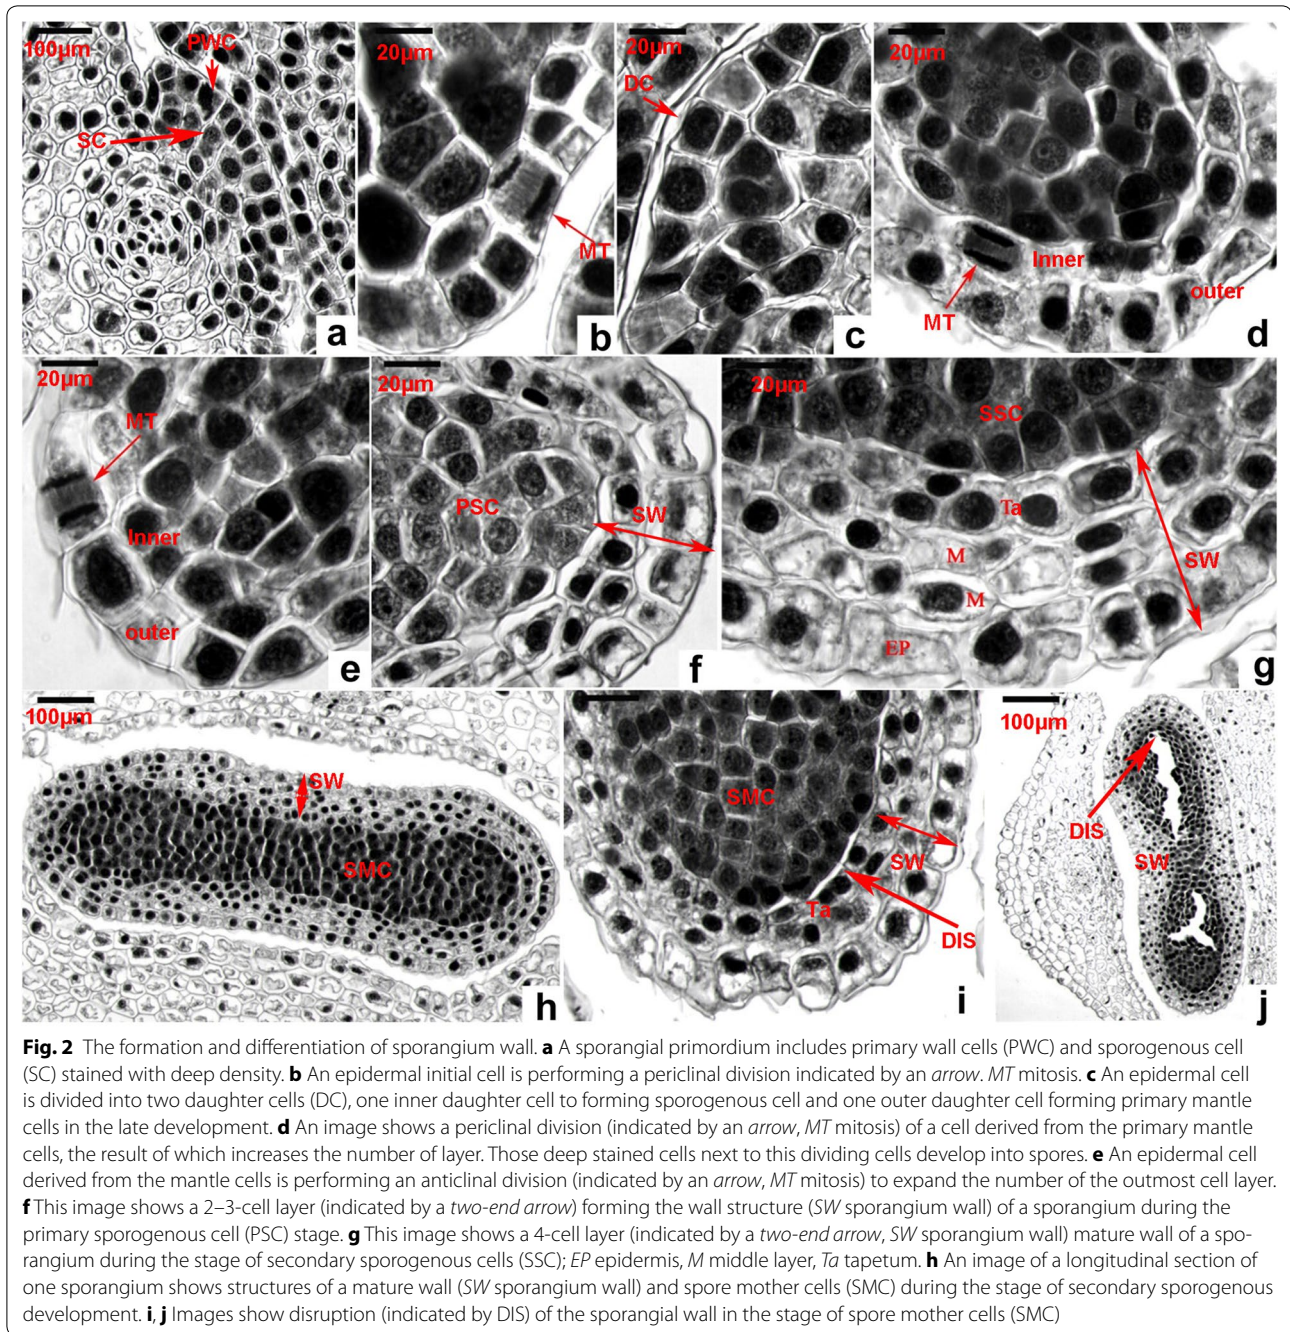 100µm
PWC
SC
a
20µm
MT
b
20µm
DC
c
20µm
Inner
MT
outer
d
20µm
MT
Inner
outer
e
20µm
PSC
SW
f
20µm
SSC
Ta
M
SW
M
EP
g
100µm
SW
SMC
h
SMC
SW
Ta
DIS
i
100µm
DIS
SW
j
Fig. 2 The formation and differentiation of sporangium wall. a A sporangial primordium includes primary wall cells (PWC) and sporogenous cell
(SC) stained with deep density. b An epidermal initial cell is performing a periclinal division indicated by an arrow. MT mitosis. c An epidermal cell
is divided into two daughter cells (DC), one inner daughter cell to forming sporogenous cell and one outer daughter cell forming primary mantle
cells in the late development. d An image shows a periclinal division (indicated by an arrow, MT mitosis) of a cell derived from the primary mantle
cells, the result of which increases the number of layer. Those deep stained cells next to this dividing cells develop into spores. e An epidermal cell
derived from the mantle cells is performing an anticlinal division (indicated by an arrow, MT mitosis) to expand the number of the outmost cell layer.
f This image shows a 2–3-cell layer (indicated by a two-end arrow) forming the wall structure (SW sporangium wall) of a sporangium during the
primary sporogenous cell (PSC) stage. g This image shows a 4-cell layer (indicated by a two-end arrow, SW sporangium wall) mature wall of a spo-
rangium during the stage of secondary sporogenous cells (SSC); EP epidermis, M middle layer, Ta tapetum. h An image of a longitudinal section of
one sporangium shows structures of a mature wall (SW sporangium wall) and spore mother cells (SMC) during the stage of secondary sporogenous
development. i, j Images show disruption (indicated by DIS) of the sporangial wall in the stage of spore mother cells (SMC)